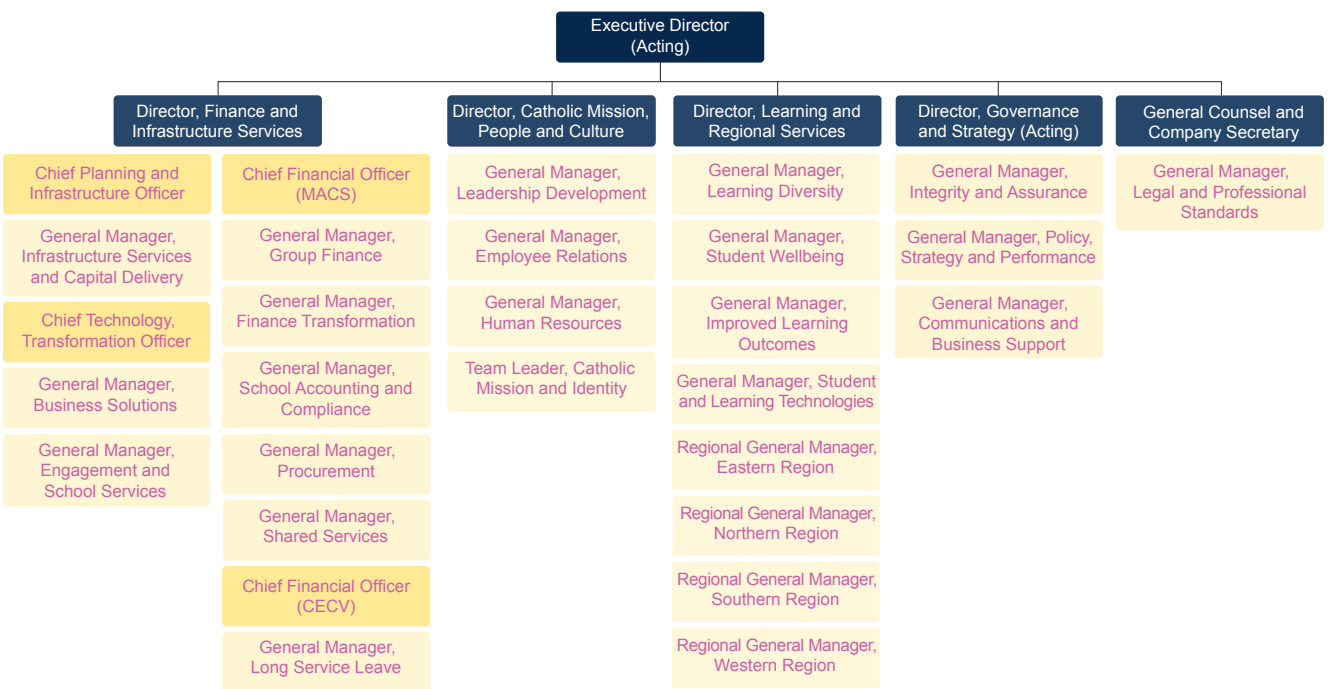 Executive Director
(Acting)
Director, Finance and
Infrastructure Services
Chief Planning and
Infrastructure Officer
General Manager,
Infrastructure Services
and Capital Delivery
Chief Technology,
Transformation Officer
General Manager,
Business Solutions
General Manager,
Engagement and
School Services
Chief Financial Officer
(MACS)
General Manager,
Group Finance
General Manager,
Finance Transformation
General Manager,
School Accounting and
Compliance
General Manager,
Procurement
General Manager,
Shared Services
Chief Financial Officer
(CECV)
General Manager,
Long Service Leave
Director, Catholic Mission,
People and Culture
General Manager,
Leadership Development
General Manager,
Employee Relations
General Manager,
Human Resources
Team Leader, Catholic
Mission and Identity
Director, Learning and
Regional Services
General Manager,
Learning Diversity
General Manager,
Student Wellbeing
General Manager,
Improved Learning
Outcomes
General Manager, Student
and Learning Technologies
Regional General Manager,
Eastern Region
Regional General Manager,
Northern Region
Regional General Manager,
Southern Region
Regional General Manager,
Western Region
Director, Governance
and Strategy (Acting)
General Manager,
Integrity and Assurance
General Manager, Policy,
Strategy and Performance
General Manager,
Communications and
Business Support
General Counsel and
Company Secretary
General Manager,
Legal and Professional
Standards